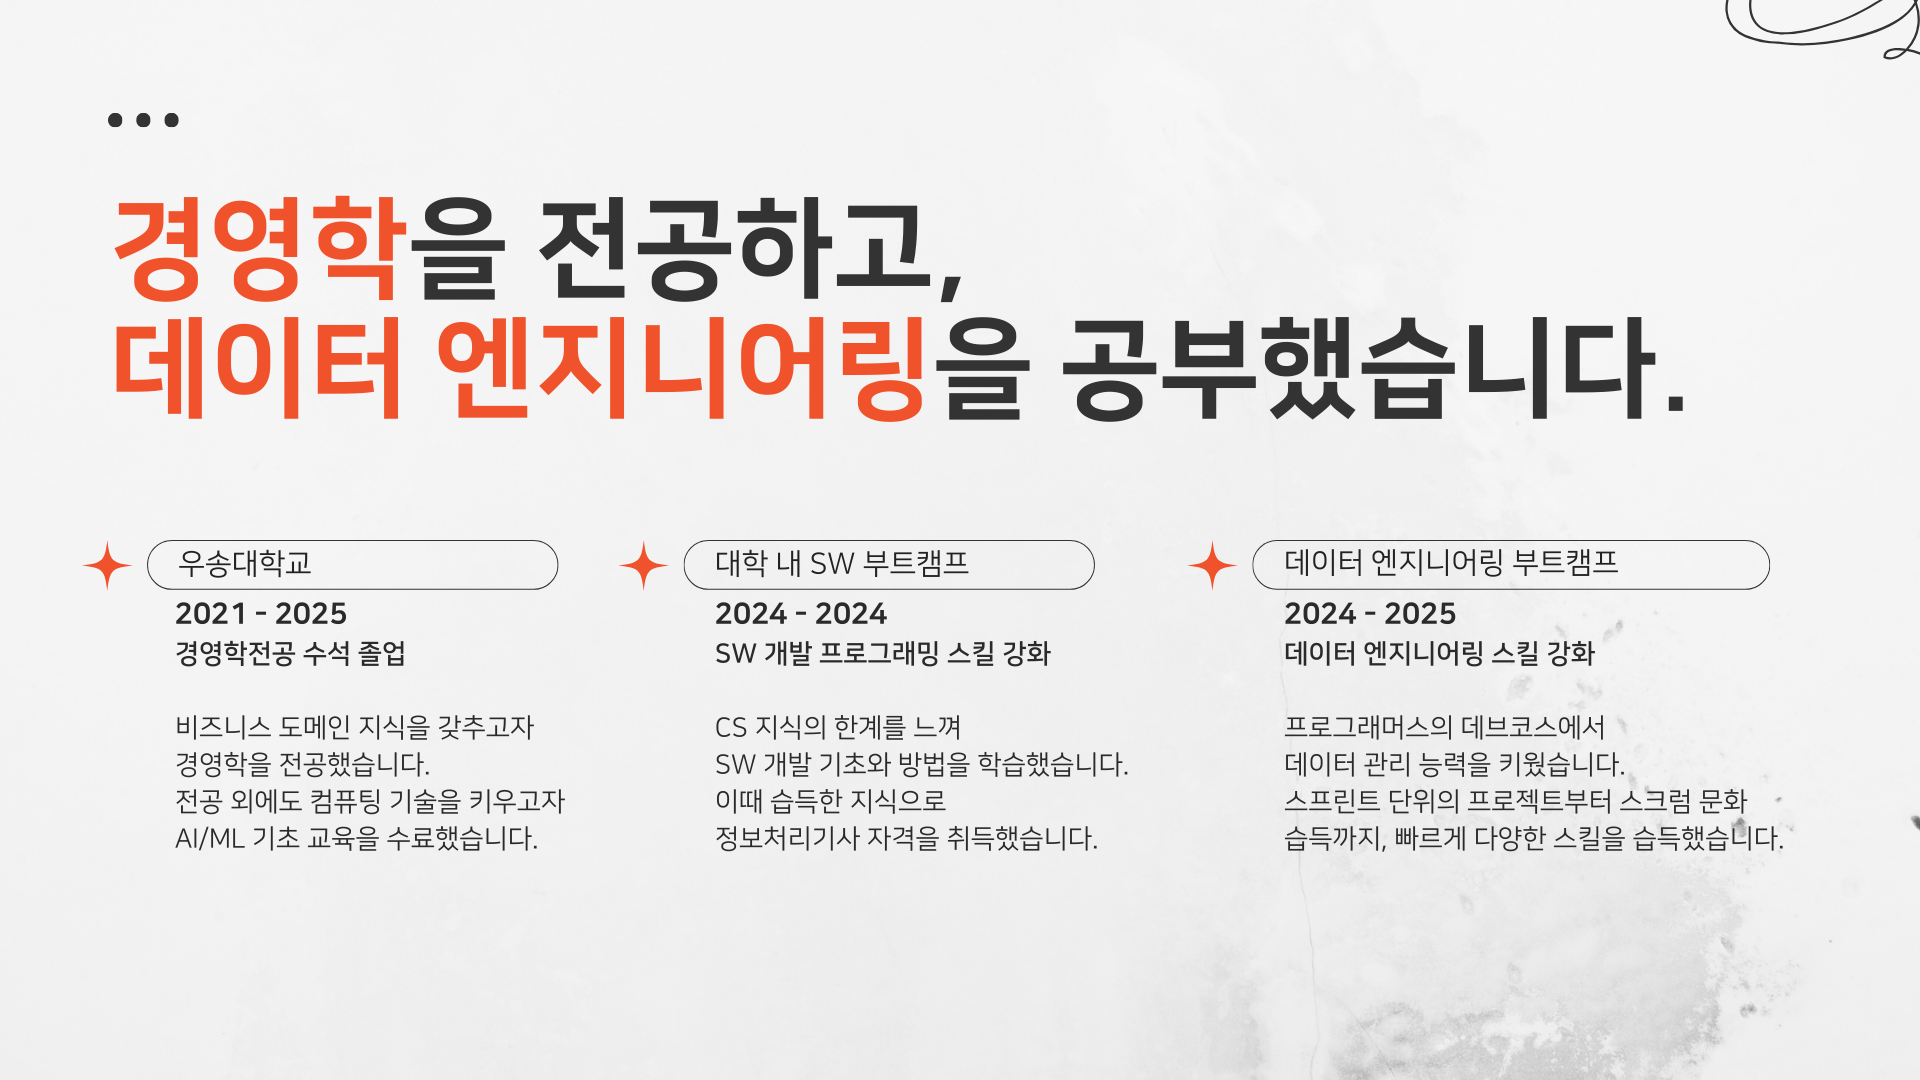 경영학을 전공하고,
데이터 엔지니어링을 공부했습니다.
우송대학교
2021 - 2025
경영학전공 수석 졸업
비즈니스 도메인 지식을 갖추고자
경영학을 전공했습니다.
전공 외에도 컴퓨팅 기술을 키우고자
AI/ML 기초 교육을 수료했습니다.
대학 내 SW 부트캠프
2024 - 2024
SW 개발 프로그래밍 스킬 강화
CS 지식의 한계를 느껴
SW 개발 기초와 방법을 학습했습니다.
이때 습득한 지식으로
정보처리기사 자격을 취득했습니다.
데이터 엔지니어링 부트캠프
2024 - 2025
데이터 엔지니어링 스킬 강화
프로그래머스의 데브코스에서
데이터 관리 능력을 키웠습니다.
스프린트 단위의 프로젝트부터 스크럼 문화
습득까지, 빠르게 다양한 스킬을 습득했습니다.